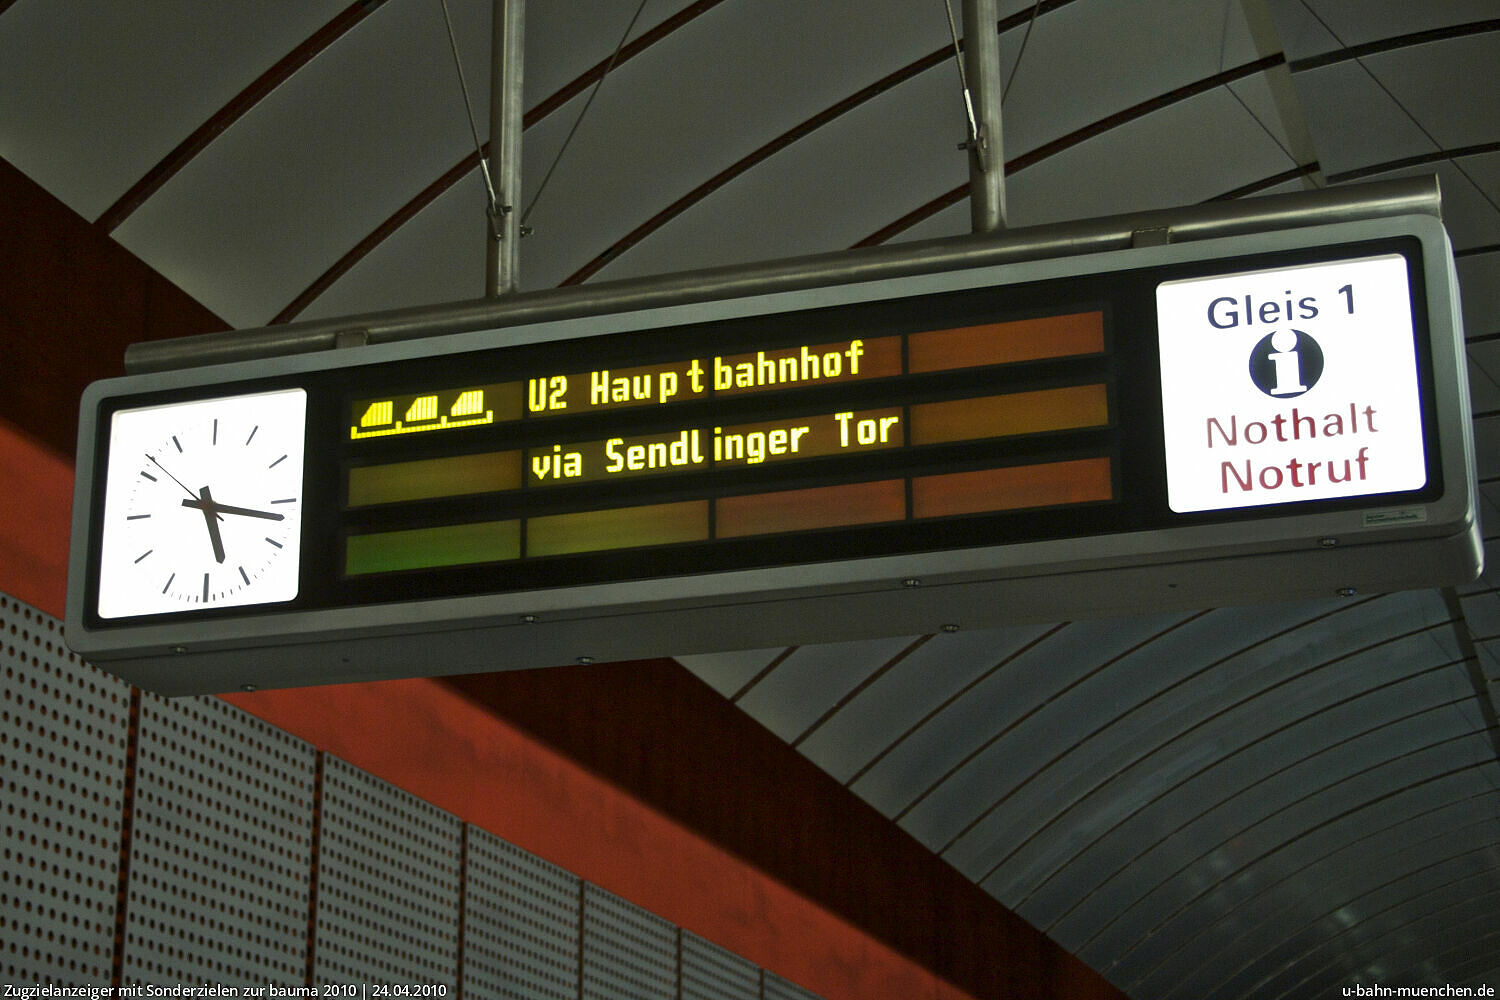 U2 Hauptbahnhof
via Sendlinger Tor
Gleis 1
i
Nothalt
Notruf
Zugzielanzeiger mit Sonderzielen zur bauma 2010 | 24.04.2010
u-bahn-muenchen.de